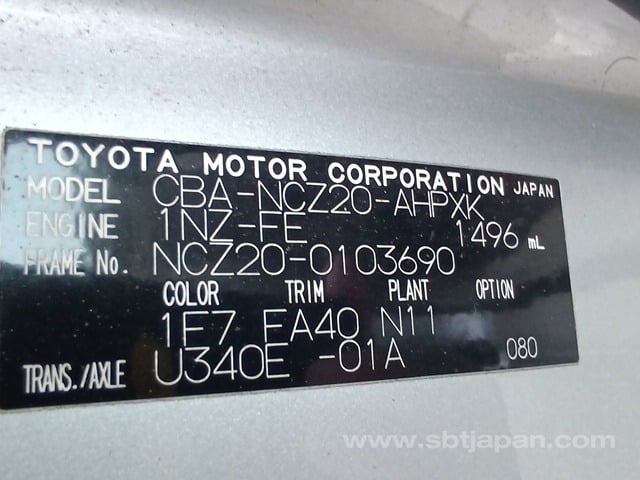 TOYOTA MOTOR CORPORATION JAPAN
MODEL CBA-NCZ20-AHPXK
ENGINE 1NZ-FE 1496 mL
FRAME No. NCZ20-0103690
COLOR TRIM PLANT OPTION
1E7 EA40 N11
TRANS./AXLE U340E -01A 080
www.sbtjapan.com